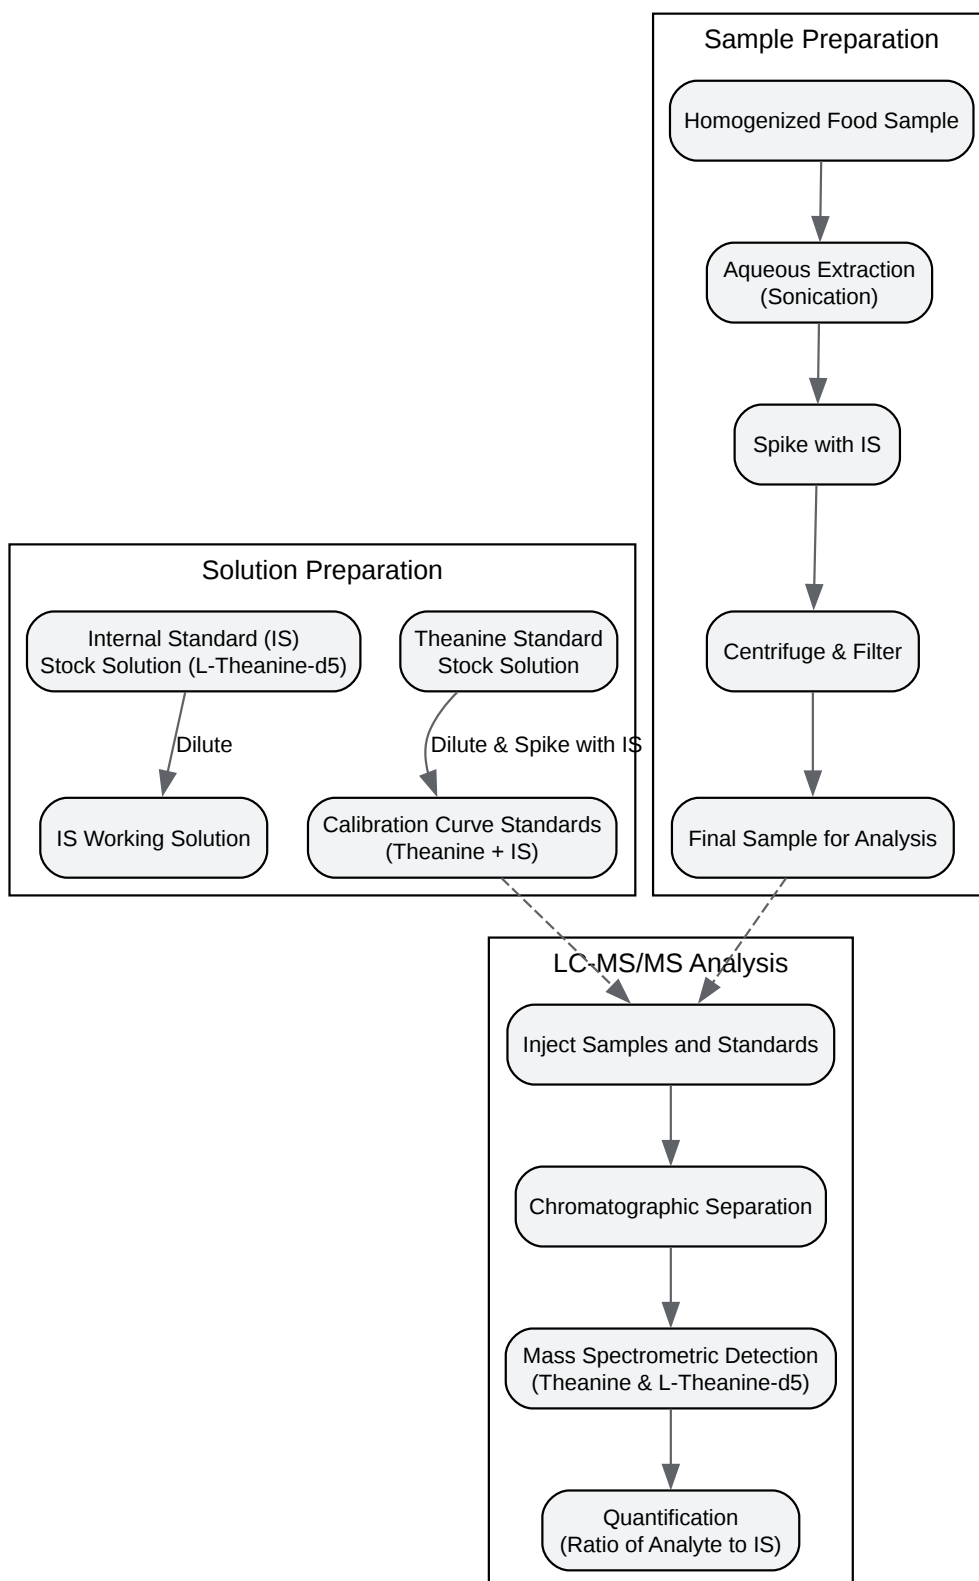 Sample Preparation
Homogenized Food Sample
Aqueous Extraction
(Sonication)
Spike with IS
Centrifuge & Filter
Final Sample for Analysis
Solution Preparation
Internal Standard (IS)
Stock Solution (L-Theanine-d5)
Theanine Standard
Stock Solution
Dilute
Dilute & Spike with IS
IS Working Solution
Calibration Curve Standards
(Theanine + IS)
LC-MS/MS Analysis
Inject Samples and Standards
Chromatographic Separation
Mass Spectrometric Detection
(Theanine & L-Theanine-d5)
Quantification
(Ratio of Analyte to IS)